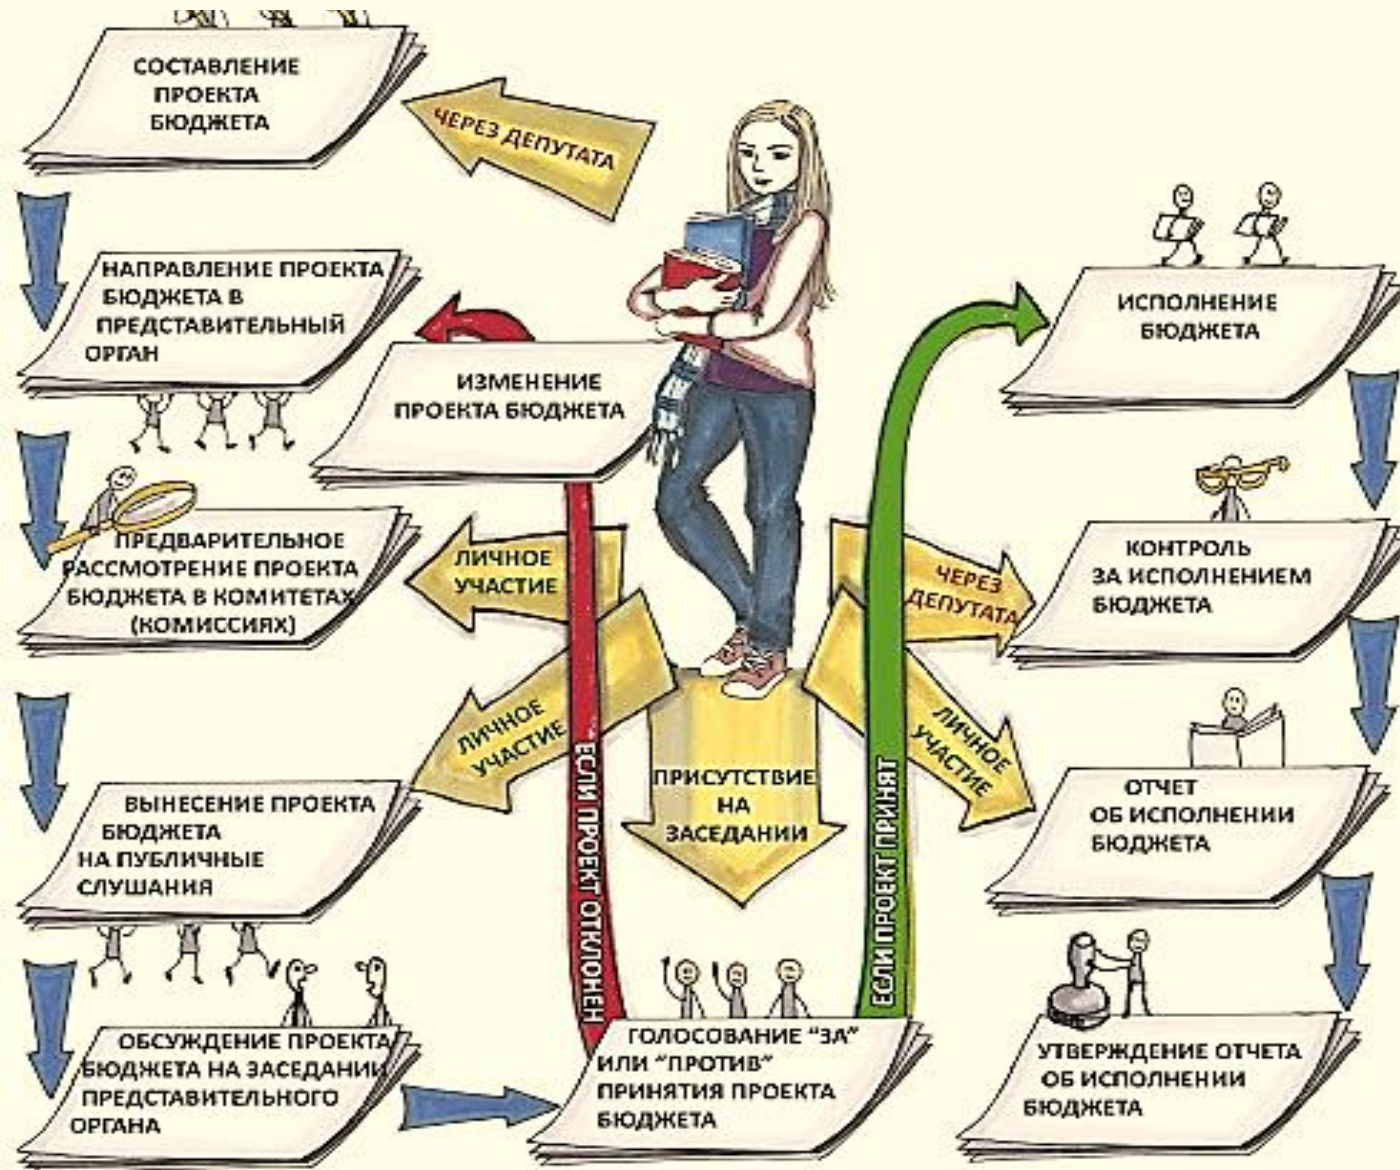 СОСТАВЛЕНИЕ
ПРОЕКТА
БЮДЖЕТА
ЧЕРЕЗ ДЕПУТАТА
НАПРАВЛЕНИЕ ПРОЕКТА
БЮДЖЕТА В
ПРЕДСТАВИТЕЛЬНЫЙ
ОРГАН
ИЗМЕНЕНИЕ
ПРОЕКТА БЮДЖЕТА
ПРЕДВАРИТЕЛЬНОЕ
РАССМОТРЕНИЕ ПРОЕКТА
БЮДЖЕТА В КОМИТЕТАХ
(КОМИССИЯХ)
ЛИЧНОЕ
УЧАСТИЕ
ВЫНЕСЕНИЕ ПРОЕКТА
БЮДЖЕТА
НА ПУБЛИЧНЫЕ
СЛУШАНИЯ
ЛИЧНОЕ
УЧАСТИЕ
ОБСУЖДЕНИЕ ПРОЕКТА
БЮДЖЕТА НА ЗАСЕДАНИИ
ПРЕДСТАВИТЕЛЬНОГО
ОРГАНА
ЕСЛИ ПРОЕКТ ОТКЛОНЕН
ПРИСУТСТВИЕ
НА
ЗАСЕДАНИИ
ГОЛОСОВАНИЕ "ЗА"
ИЛИ "ПРОТИВ"
ПРИНЯТИЯ ПРОЕКТА
БЮДЖЕТА
ЕСЛИ ПРОЕКТ ПРИНЯТ
ИСПОЛНЕНИЕ
БЮДЖЕТА
ЧЕРЕЗ
ДЕПУТАТА
КОНТРОЛЬ
ЗА ИСПОЛНЕНИЕМ
БЮДЖЕТА
ЛИЧНОЕ
УЧАСТИЕ
ОТЧЕТ
ОБ ИСПОЛНЕНИИ
БЮДЖЕТА
УТВЕРЖДЕНИЕ ОТЧЕТА
ОБ ИСПОЛНЕНИИ
БЮДЖЕТА